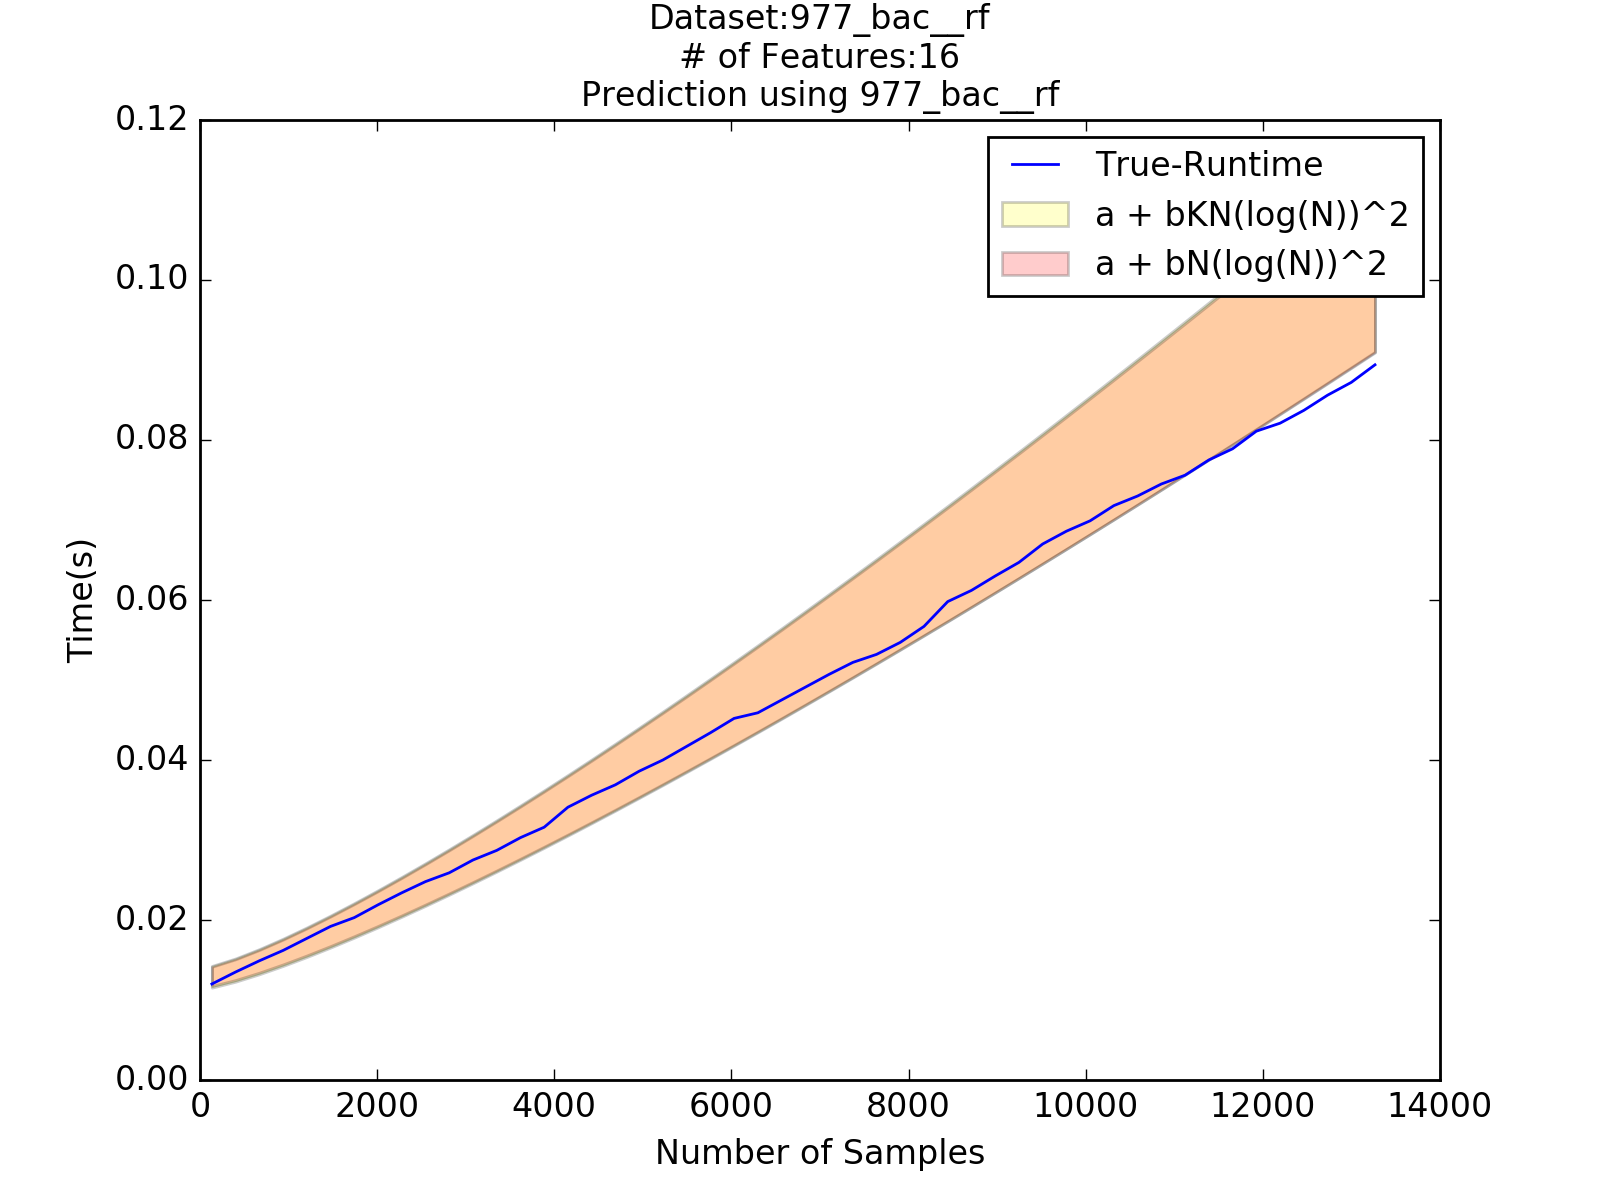 Dataset:977_bac__rf
# of Features:16
Prediction using 977_bac__rf
0.12
0.10
0.08
0.06
0.04
0.02
0.00
Time(s)
True-Runtime
a + bKN(log(N))^2
a + bN(log(N))^2
0 2000 4000 6000 8000 10000 12000 14000
Number of Samples